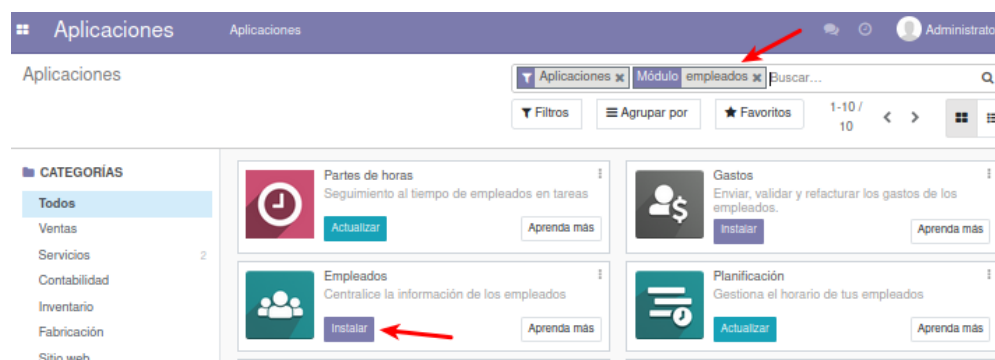 Aplicaciones Aplicaciones Administrato
Aplicaciones
Aplicaciones x Módulo empleados x Buscar...
Filtros Agrupar por Favoritos 1-10 / 10
CATEGORÍAS
Todos
Ventas
Servicios 2
Contabilidad
Inventario
Fabricación
Sitio web
Partes de horas
Seguimiento al tiempo de empleados en tareas
Actualizar Aprenda más
Gastos
Enviar, validar y refacturar los gastos de los
empleados.
Instalar Aprenda más
Empleados
Centralice la información de los empleados
Instalar Aprenda más
Planificación
Gestiona el horario de tus empleados
Actualizar Aprenda más